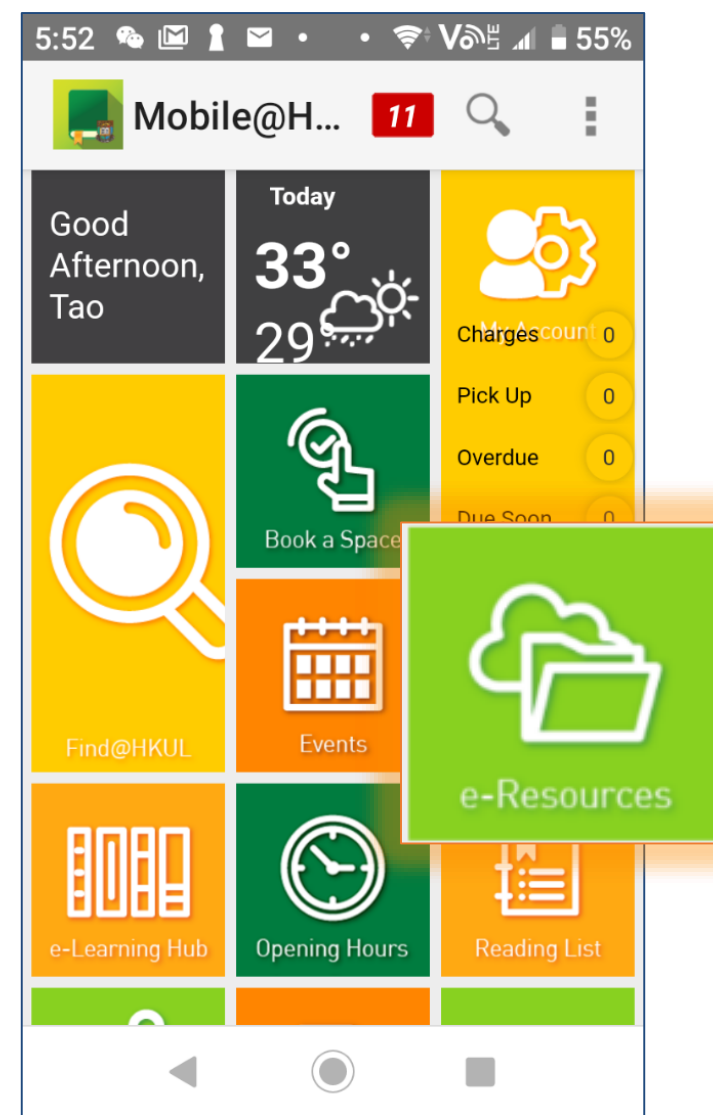 5:52
VoLTE
55%
Mobile@H...
11
Good
Afternoon,
Tao
Today
33°
29°
My Account
Charges 0
Pick Up 0
Overdue 0
Due Soon 0
Find@HKUL
Book a Space
Events
e-Resources
e-Learning Hub
Opening Hours
Reading List